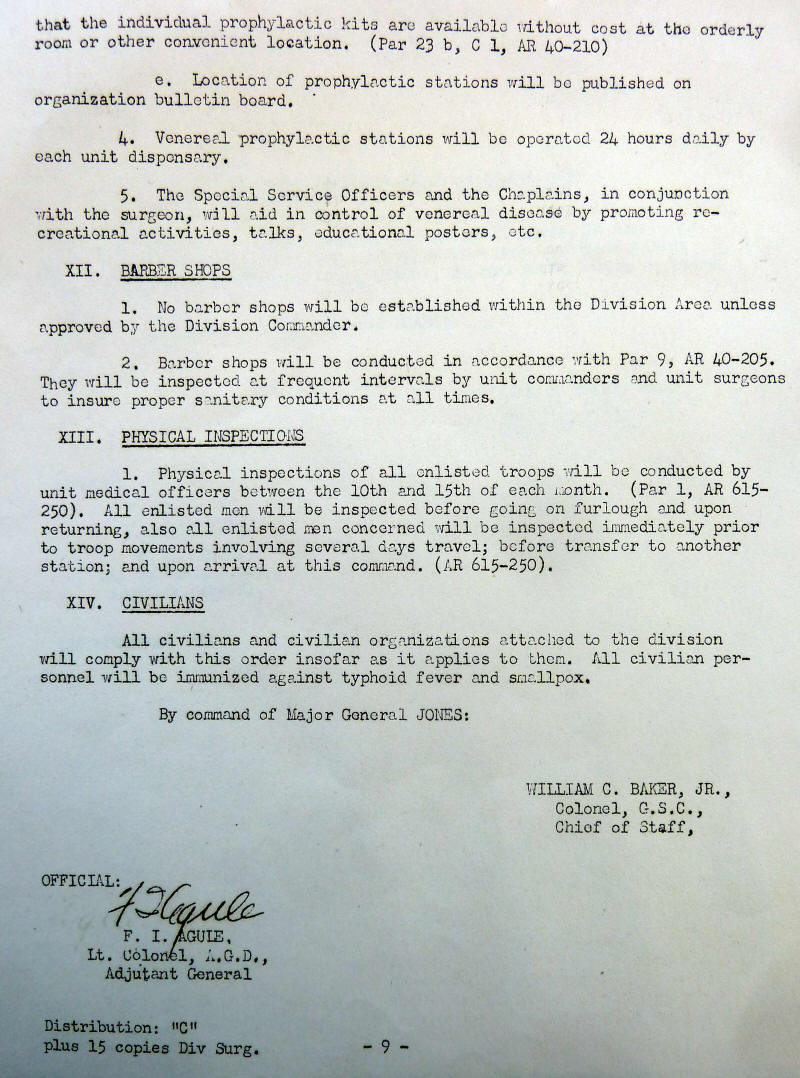 that the individual prophylactic kits are available without cost at the orderly
room or other convenient location. (Par 23 b, C 1, AR 40-210)
e. Location of prophylactic stations will be published on
organization bulletin board.
4. Venereal prophylactic stations will be operated 24 hours daily by
each unit dispensary.
5. The Special Service Officers and the Chaplains, in conjunction
with the surgeon, will aid in control of venereal disease by promoting re-
creational activities, talks, educational posters, etc.
XII. BARBER SHOPS
1. No barber shops will be established within the Division Area unless
approved by the Division Commander.
2. Barber shops will be conducted in accordance with Par 9, AR 40-205.
They will be inspected at frequent intervals by unit commanders and unit surgeons
to insure proper sanitary conditions at all times.
XIII. PHYSICAL INSPECTIONS
1. Physical inspections of all enlisted troops will be conducted by
unit medical officers between the 10th and 15th of each month. (Par 1, AR 615-
250). All enlisted men will be inspected before going on furlough and upon
returning, also all enlisted men concerned will be inspected immediately prior
to troop movements involving several days travel; before transfer to another
station; and upon arrival at this command. (AR 615-250).
XIV. CIVILIANS
All civilians and civilian organizations attached to the division
will comply with this order insofar as it applies to them. All civilian per-
sonnel will be immunized against typhoid fever and smallpox.
By command of Major General JONES:
WILLIAM C. BAKER, JR.,
Colonel, G.S.C.,
Chief of Staff,
OFFICIAL:
F I Agule
F. I. AGULE,
Lt. Colonel, A.G.D.,
Adjutant General
Distribution: "C"
plus 15 copies Div Surg.
- 9 -